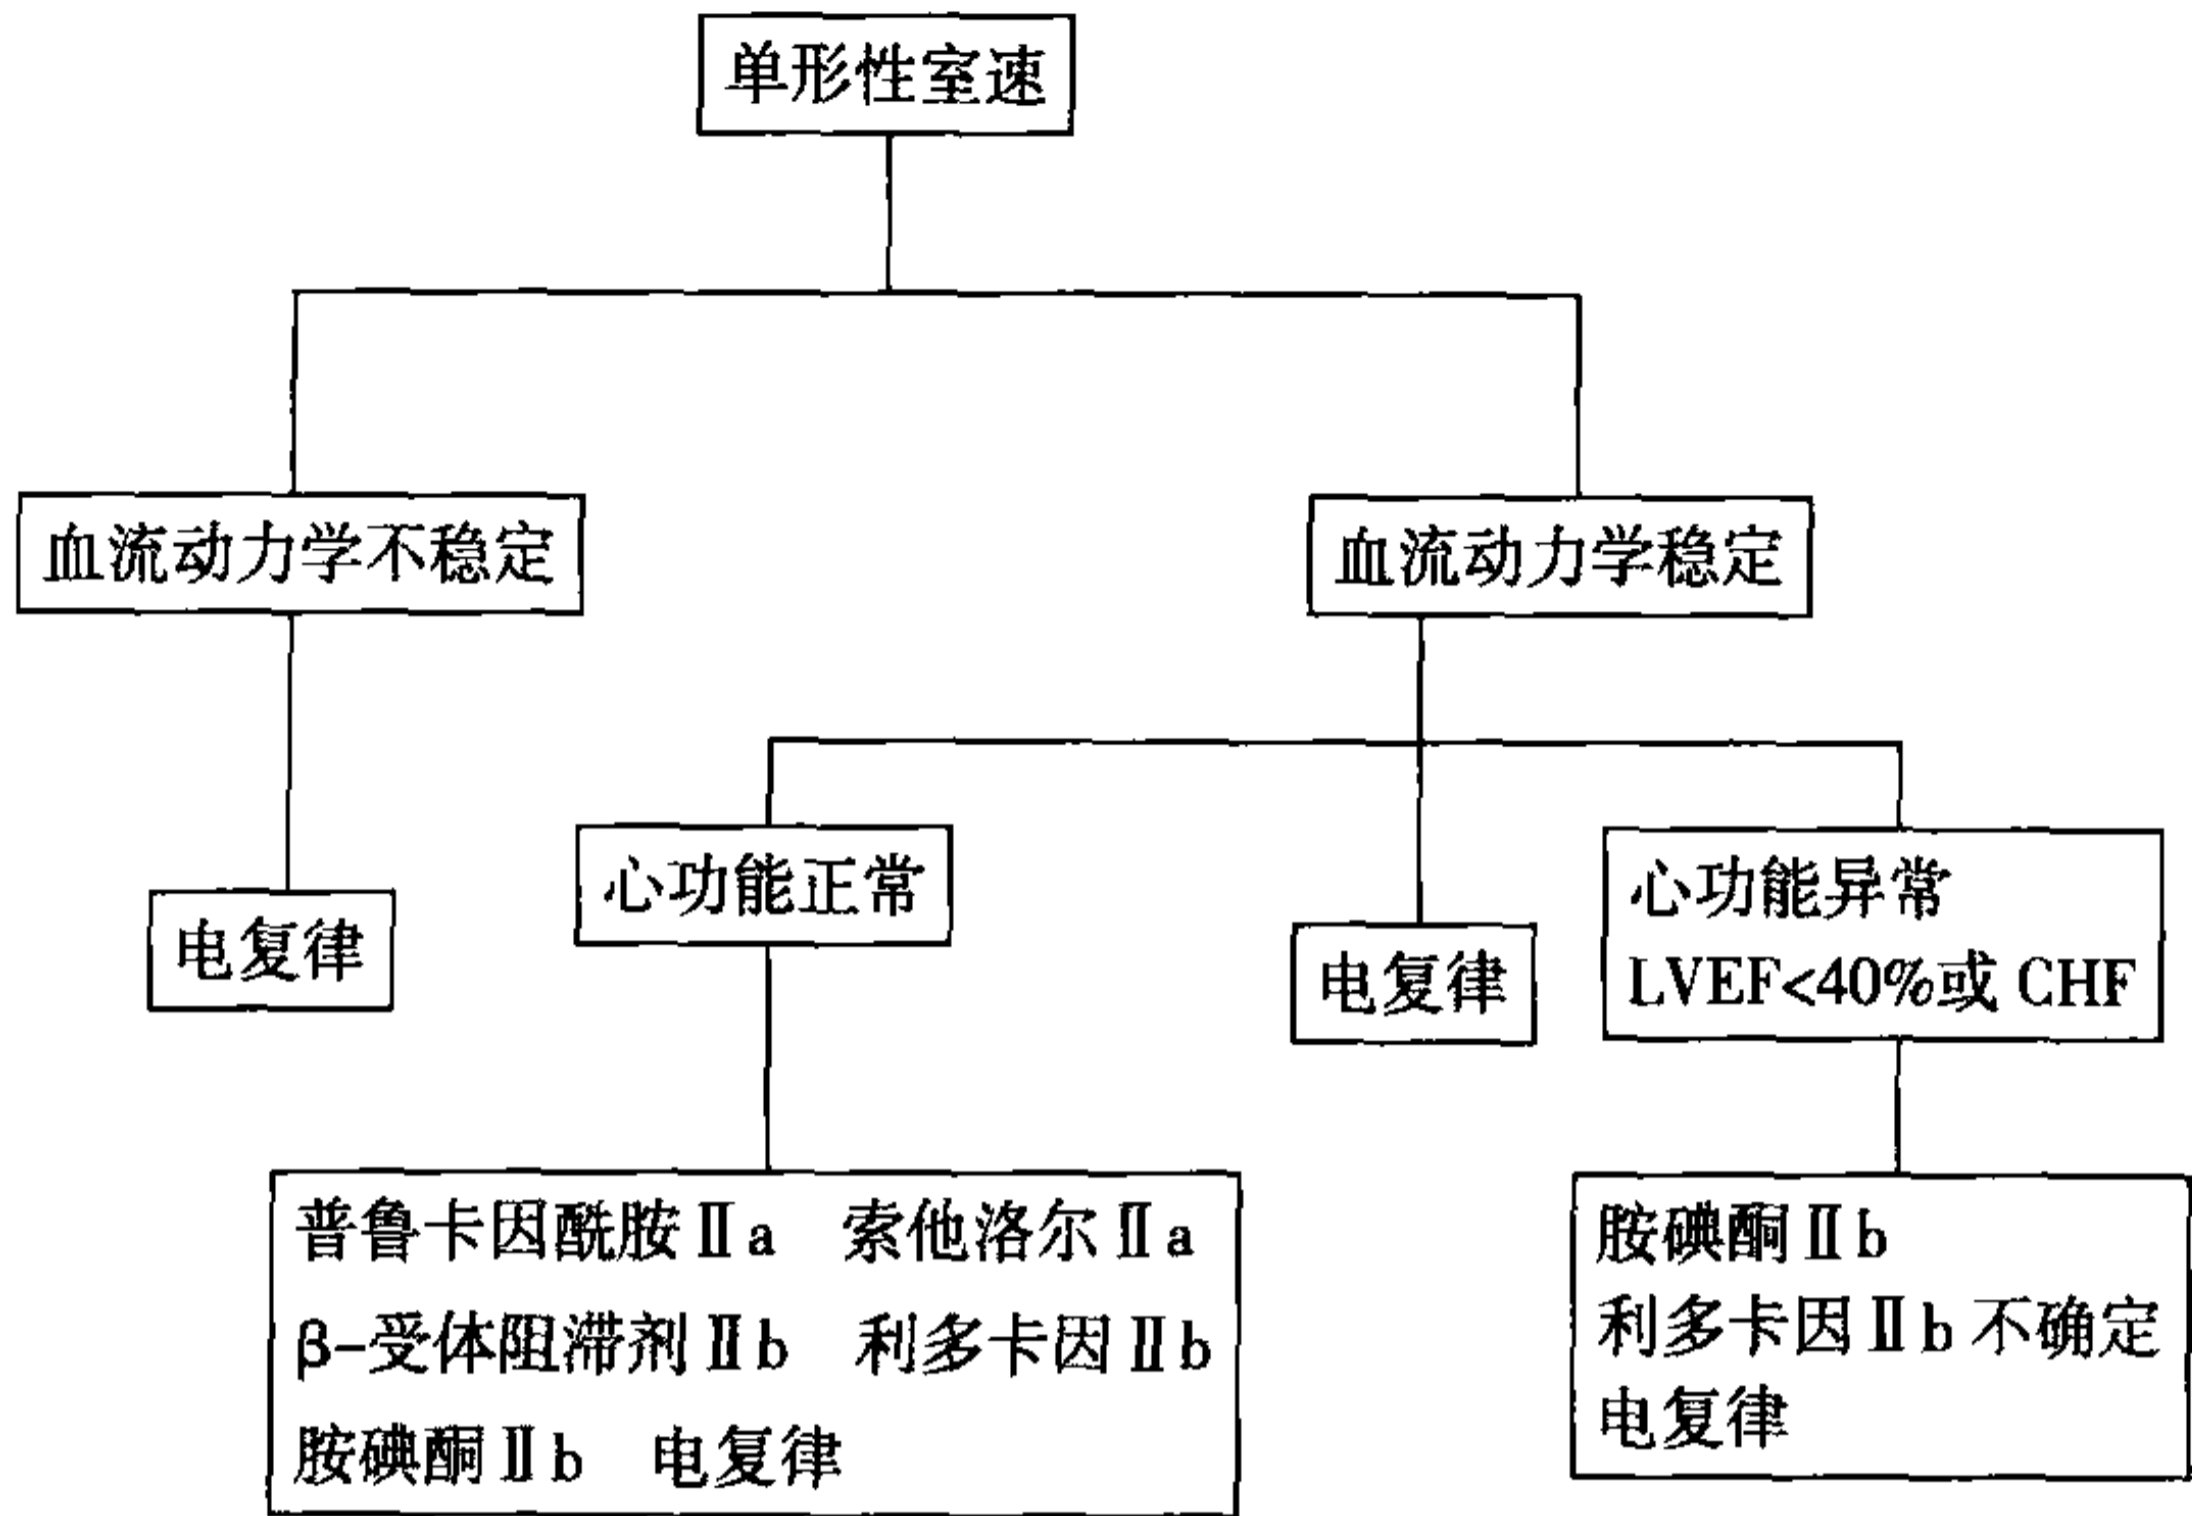 单形性室速
血流动力学不稳定
血流动力学稳定
电复律
心功能正常
电复律
心功能异常
LVEF<40%或 CHF
普鲁卡因酰胺Ⅱa 索他洛尔Ⅱa
β-受体阻滞剂Ⅱb 利多卡因Ⅱb
胺碘酮Ⅱb 电复律
胺碘酮Ⅱb
利多卡因Ⅱb不确定
电复律